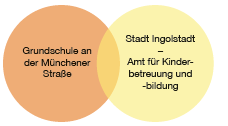 Grundschule an
der Münchener
Straße
Stadt Ingolstadt
–
Amt für Kinder-
betreuung und
-bildung